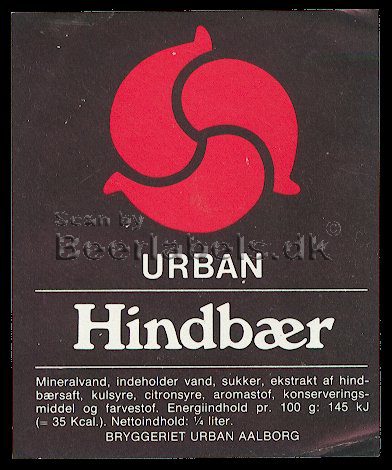 Scan by
©
Beerlabels.dk
URBAN
Hindbær
Mineralvand, indeholder vand, sukker, ekstrakt af hind-
bærsaft, kulsyre, citronsyre, aromastof, konserverings-
middel og farvestof. Energiindhold pr. 100 g: 145 kJ
(= 35 Kcal.). Nettoindhold: ¼ liter.
BRYGGERIET URBAN AALBORG